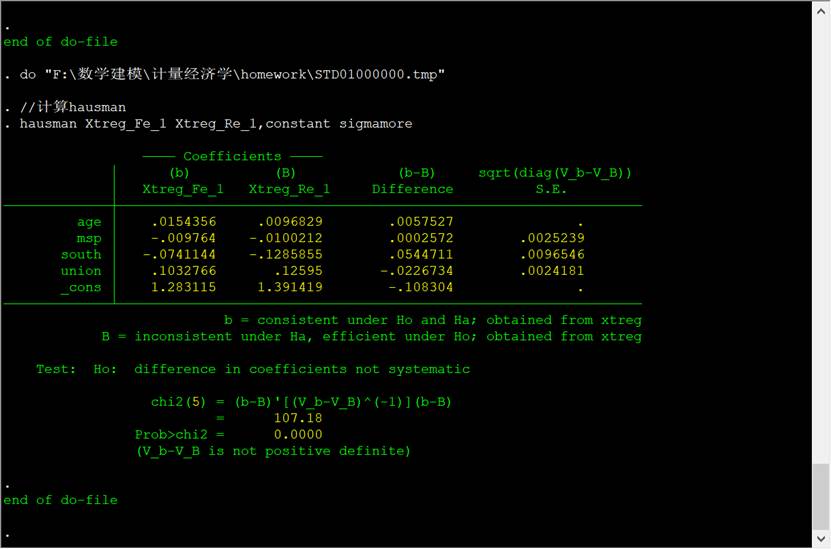 .
end of do-file
. do "F:\数学建模\计量经济学\homework\STD01000000.tmp"
. //计算hausman
. hausman Xtreg_Fe_1 Xtreg_Re_1,constant sigmamore
Coefficients
(b) (B) (b-B) sqrt(diag(V_b-V_B))
Xtreg_Fe_1 Xtreg_Re_1 Difference S.E.
age .0154356 .0096829 .0057527 .
msp -.009764 -.0100212 .0002572 .0025239
south -.0741144 -.1285855 .0544711 .0096546
union .1032766 .12595 -.0226734 .0024181
_cons 1.283115 1.391419 -.108304 .
b = consistent under Ho and Ha; obtained from xtreg
B = inconsistent under Ha, efficient under Ho; obtained from xtreg
Test: Ho: difference in coefficients not systematic
chi2(5) = (b-B)'[(V_b-V_B)^(-1)](b-B)
= 107.18
Prob>chi2 = 0.0000
(V_b-V_B is not positive definite)
.
end of do-file
.